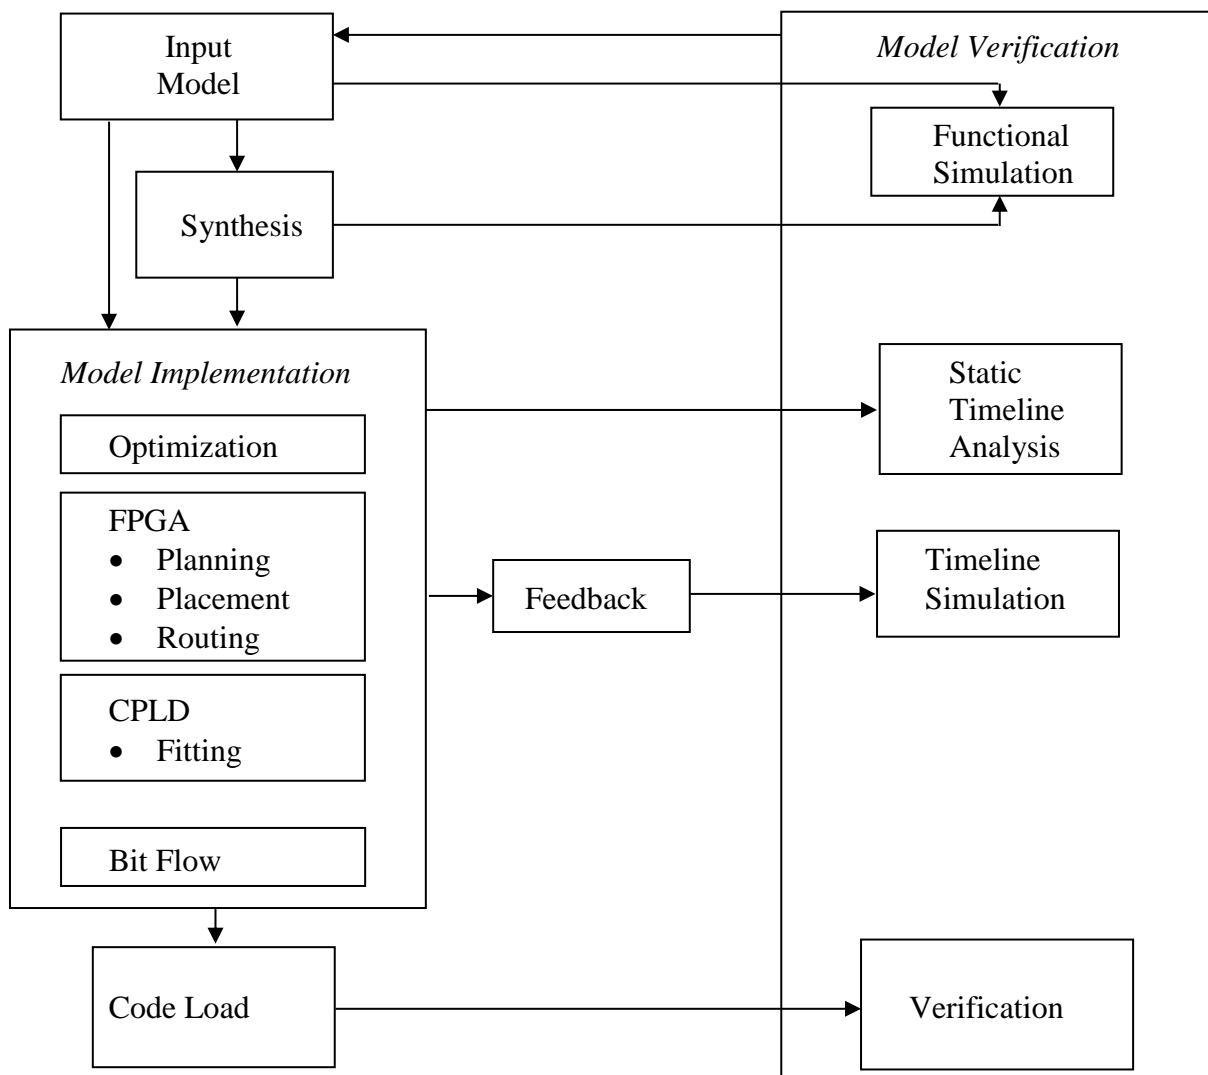 Input
Model
Model Verification
Functional
Simulation
Synthesis
Model Implementation
Static
Timeline
Analysis
Optimization
FPGA
• Planning
• Placement
• Routing
Feedback
Timeline
Simulation
CPLD
• Fitting
Bit Flow
Code Load
Verification